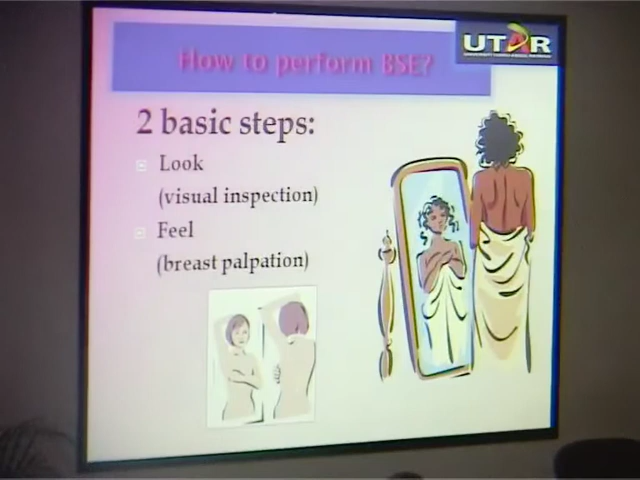 How to perform BSE?
UTAR
2 basic steps:
Look
(visual inspection)
Feel
(breast palpation)